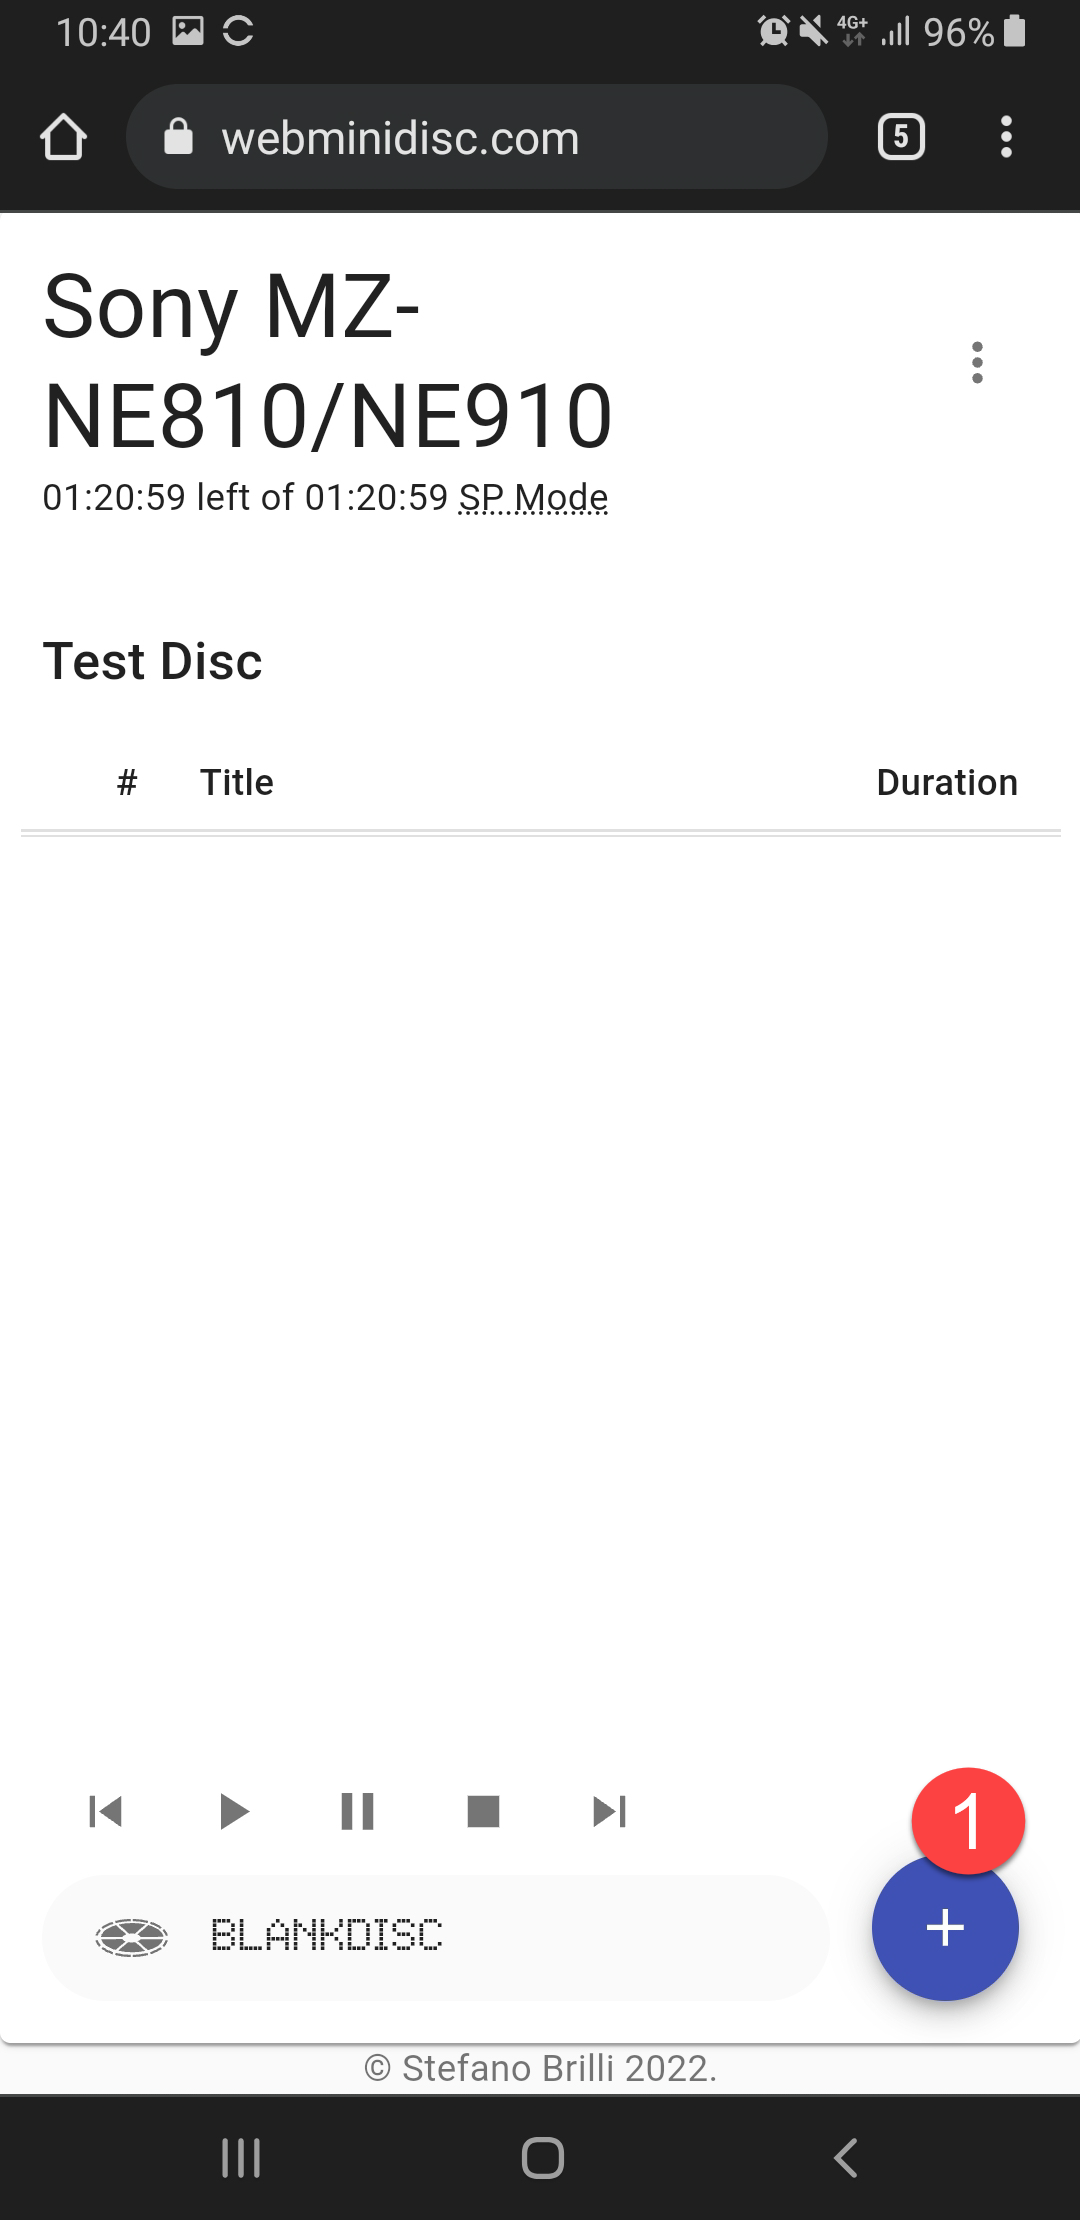 10:40
4G+ 96%
webminidisc.com
5
Sony MZ-
NE810/NE910
01:20:59 left of 01:20:59 SP Mode
Test Disc
# Title Duration
1
+
BLANKDISC
© Stefano Brilli 2022.